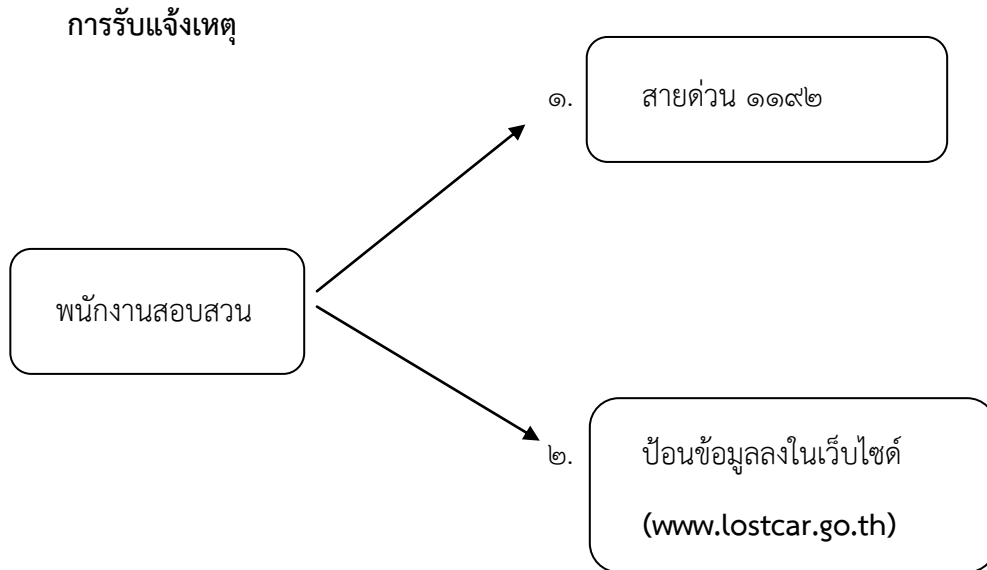 การรับแจ้งเหตุ
๑. สายด่วน ๑๑๙๒
พนักงานสอบสวน
๒. ป้อนข้อมูลลงในเว็บไซด์
(www.lostcar.go.th)